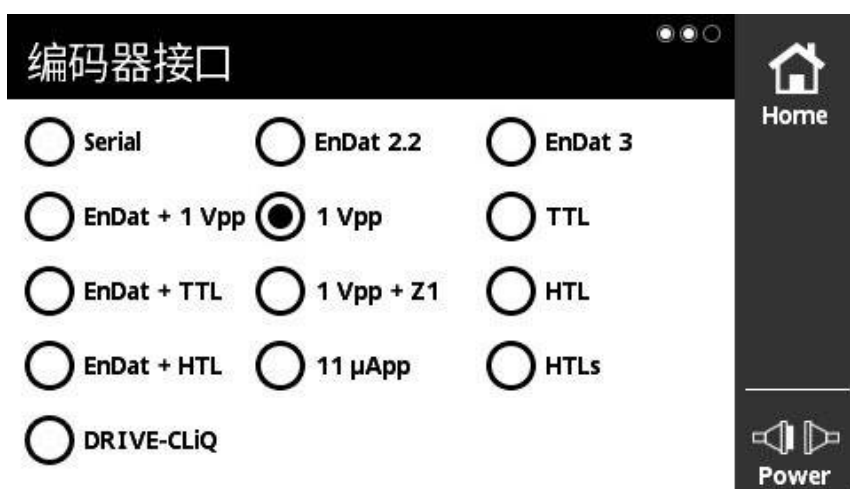 编码器接口
Home
Serial EnDat 2.2 EnDat 3
EnDat + 1 Vpp 1 Vpp TTL
EnDat + TTL 1 Vpp + Z1 HTL
EnDat + HTL 11 µApp HTLs
DRIVE-CLiQ
Power